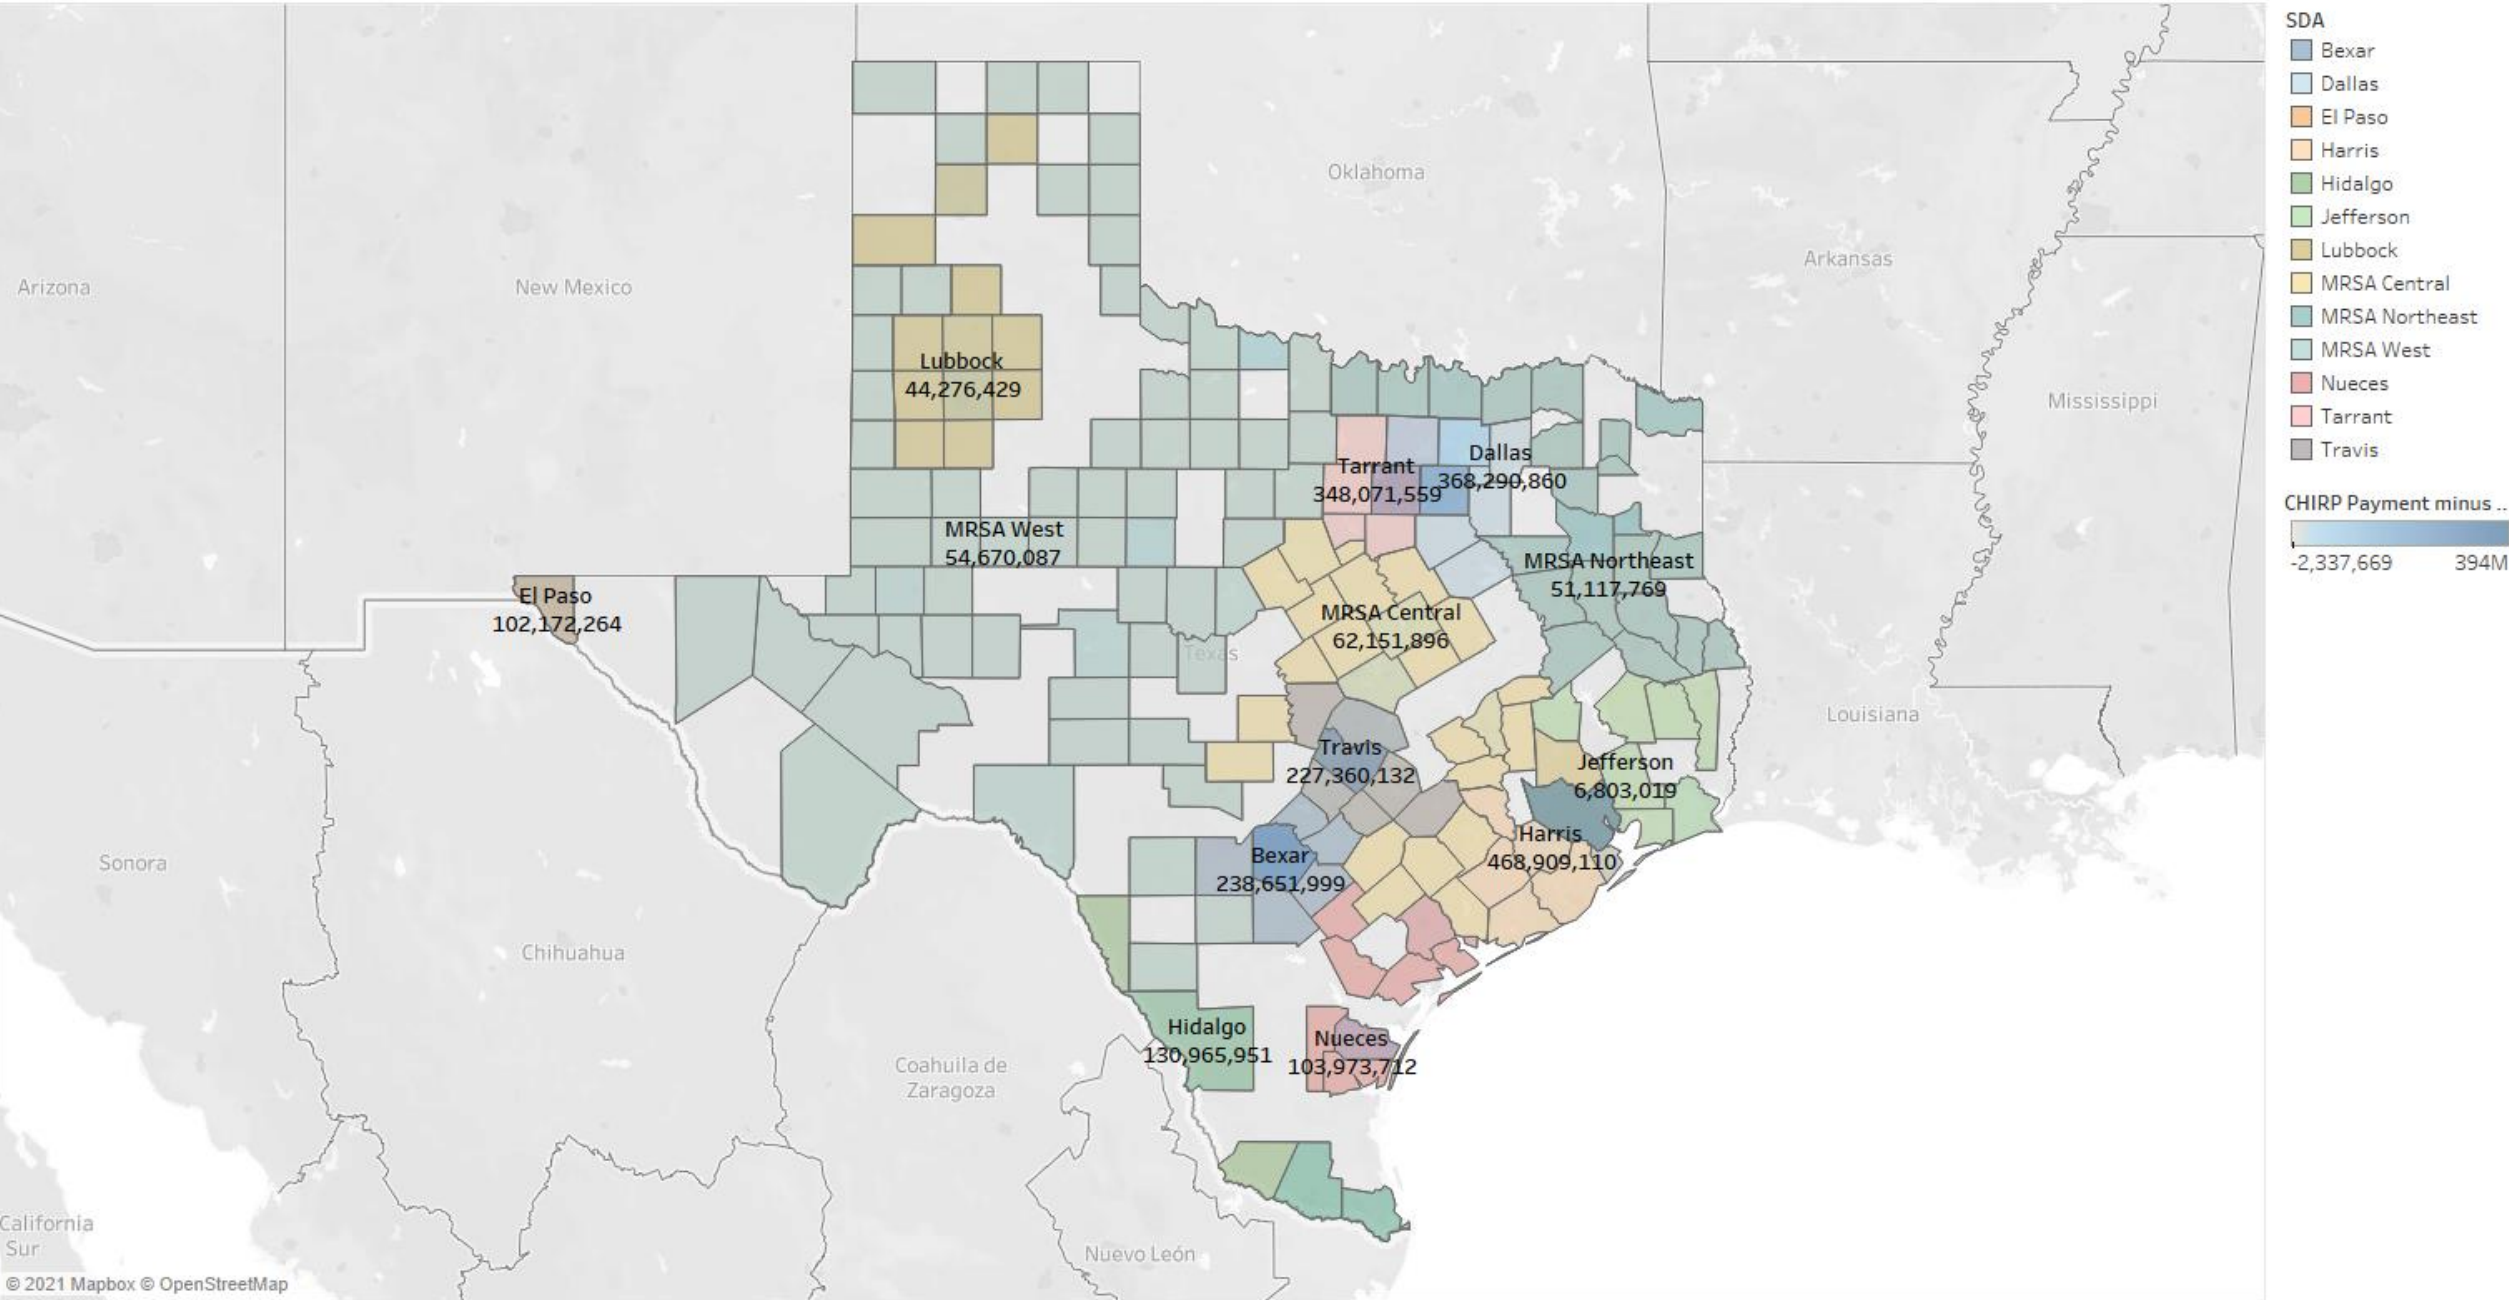 SDA
Bexar
Dallas
El Paso
Harris
Hidalgo
Jefferson
Lubbock
MRSA Central
MRSA Northeast
MRSA West
Nueces
Tarrant
Travis
CHIRP Payment minus ..
-2,337,669
394M
Oklahoma
Arkansas
Arizona
New Mexico
Mississippi
Lubbock
44,276,429
Dallas
368,290,860
Tarrant
348,071,559
MRSA West
54,670,087
MRSA Northeast
51,117,769
El Paso
102,172,264
MRSA Central
62,151,896
Texas
Louisiana
Travis
227,360,132
Jefferson
6,803,019
Harris
468,909,110
Bexar
238,651,999
Sonora
Chihuahua
Hidalgo
130,965,951
Nueces
103,973,712
Coahuila de
Zaragoza
California
Sur
Nuevo León
© 2021 Mapbox © OpenStreetMap